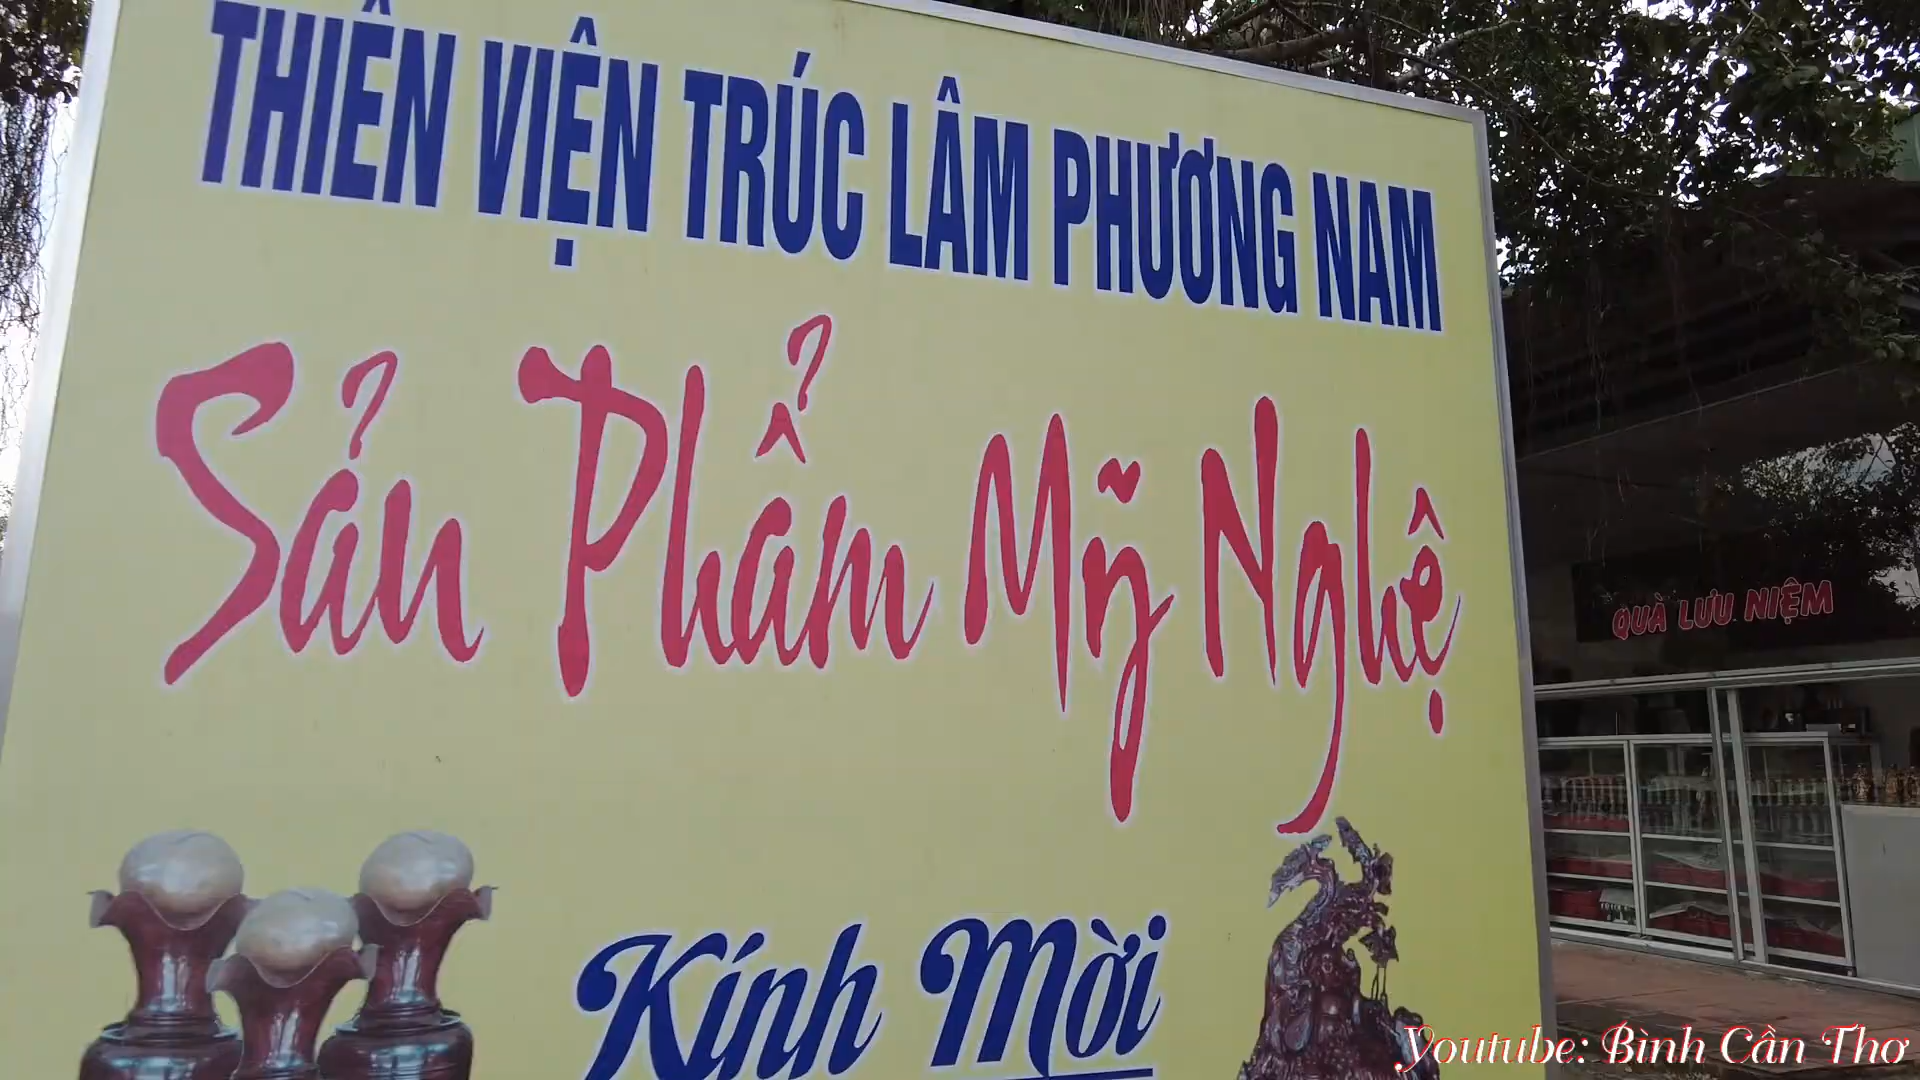 THIỀN VIỆN TRÚC LÂM PHƯƠNG NAM
Sản Phẩm Mỹ Nghệ
Kính Mời
QUÀ LƯU NIỆM
Youtube: Bình Cần Thơ